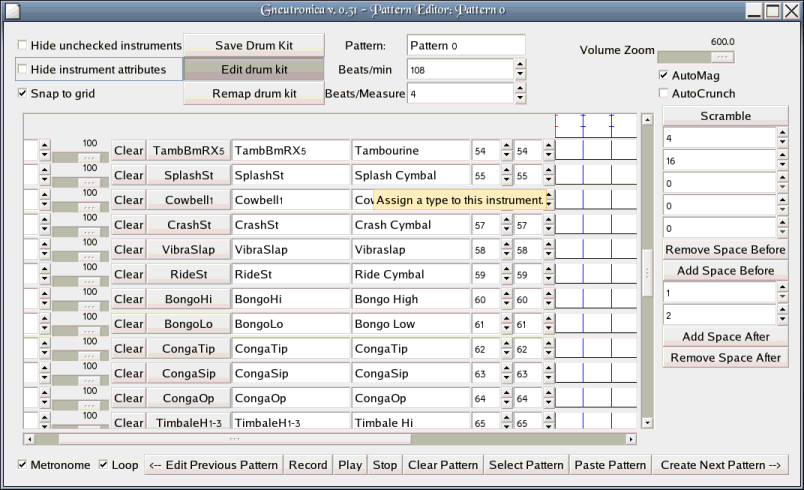 Gneutronica v. 0.31 - Pattern Editor: Pattern 0
Hide unchecked instruments Save Drum Kit Pattern: Pattern 0 Volume Zoom 600.0
Hide instrument attributes Edit drum kit Beats/min 108 AutoMag
Snap to grid Remap drum kit Beats/Measure 4 AutoCrunch
Scramble
4
16
0
0
0
Remove Space Before
Add Space Before
1
2
Add Space After
Remove Space After
100 Clear TambBmRX5 TambBmRX5 Tambourine 54 54
100 Clear SplashSt SplashSt Splash Cymbal 55 55
100 Clear Cowbell1 Cowbell1 Cow Assign a type to this instrument.
100 Clear CrashSt CrashSt Crash Cymbal 57 57
100 Clear VibraSlap VibraSlap Vibraslap 58 58
100 Clear RideSt RideSt Ride Cymbal 59 59
100 Clear BongoHi BongoHi Bongo High 60 60
100 Clear BongoLo BongoLo Bongo Low 61 61
100 Clear CongaTip CongaTip CongaTip 62 62
100 Clear CongaSip CongaSip CongaSip 63 63
100 Clear CongaOp CongaOp CongaOp 64 64
100 Clear TimbaleH1-3 TimbaleH1-3 Timbale Hi 65 65
Metronome Loop <-- Edit Previous Pattern Record Play Stop Clear Pattern Select Pattern Paste Pattern Create Next Pattern -->